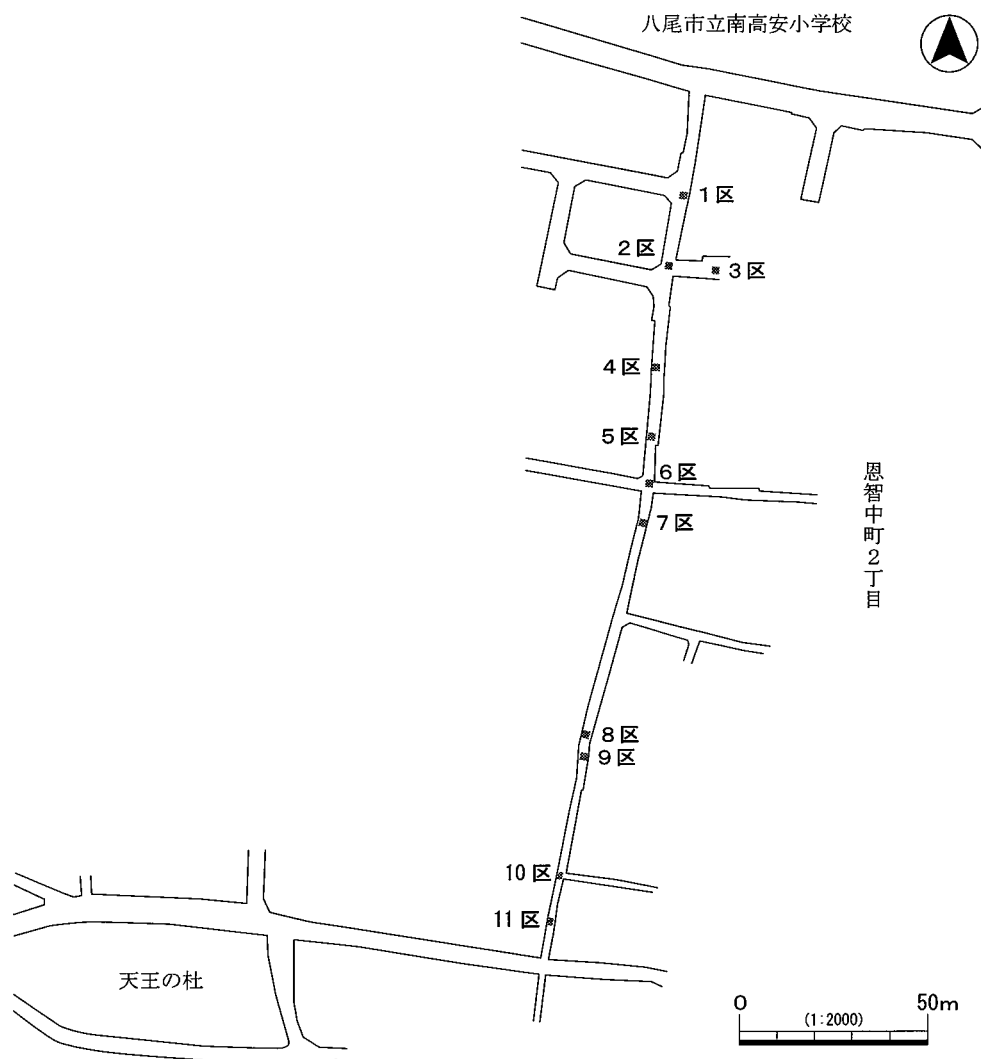 八尾市立南高安小学校
1区
2区
3区
4区
5区
6区
恩智中町2丁目
7区
8区
9区
10区
11区
天王の杜
0 50m
(1:2000)